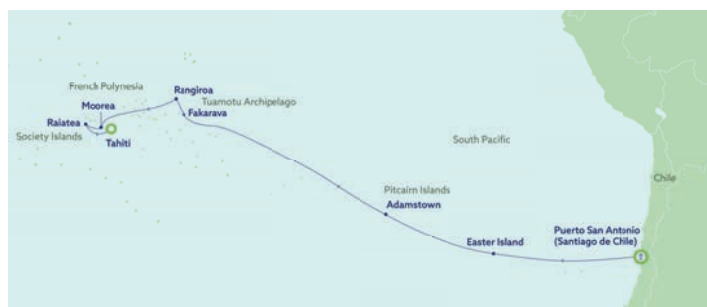 French Polynesia
Rangiroa
Moorea
Tuamotu Archipelago
Raiatea
Fakarava
Society Islands
Tahiti
South Pacific
Chile
Pitcairn Islands
Adamstown
Puerto San Antonio
Easter Island
(Santiago de Chile)